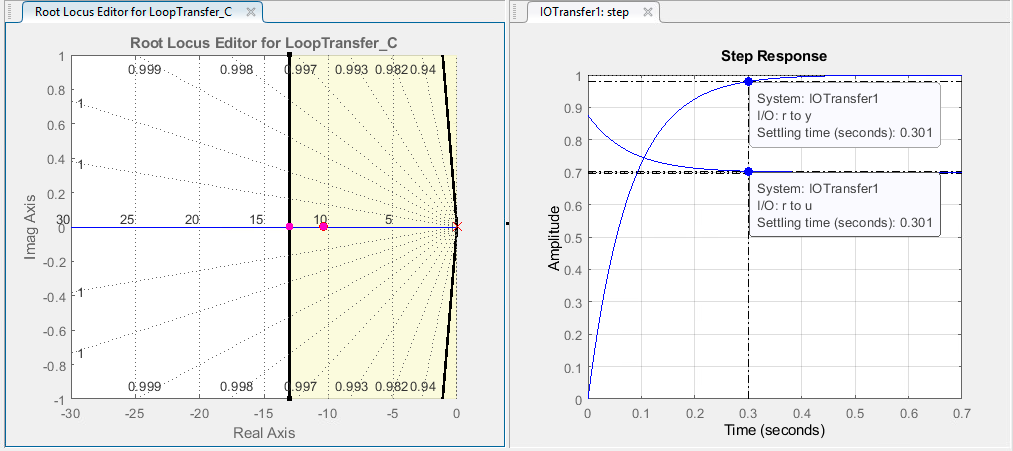 Root Locus Editor for LoopTransfer_C
IOTransfer1: step
Root Locus Editor for LoopTransfer_C
1
0.8
0.6
0.4
0.2
0
-0.2
-0.4
-0.6
-0.8
-1
0.999 0.998 0.997 0.993 0.982 0.94
1
1
30 25 20 15 10 5
1
1
0.999 0.998 0.997 0.993 0.982 0.94
-30 -25 -20 -15 -10 -5 0
Real Axis
Imag Axis
Step Response
1
0.9
0.8
0.7
0.6
0.5
0.4
0.3
0.2
0.1
0
System: IOTransfer1
I/O: r to y
Settling time (seconds): 0.301
System: IOTransfer1
I/O: r to u
Settling time (seconds): 0.301
0 0.1 0.2 0.3 0.4 0.5 0.6 0.7
Time (seconds)
Amplitude